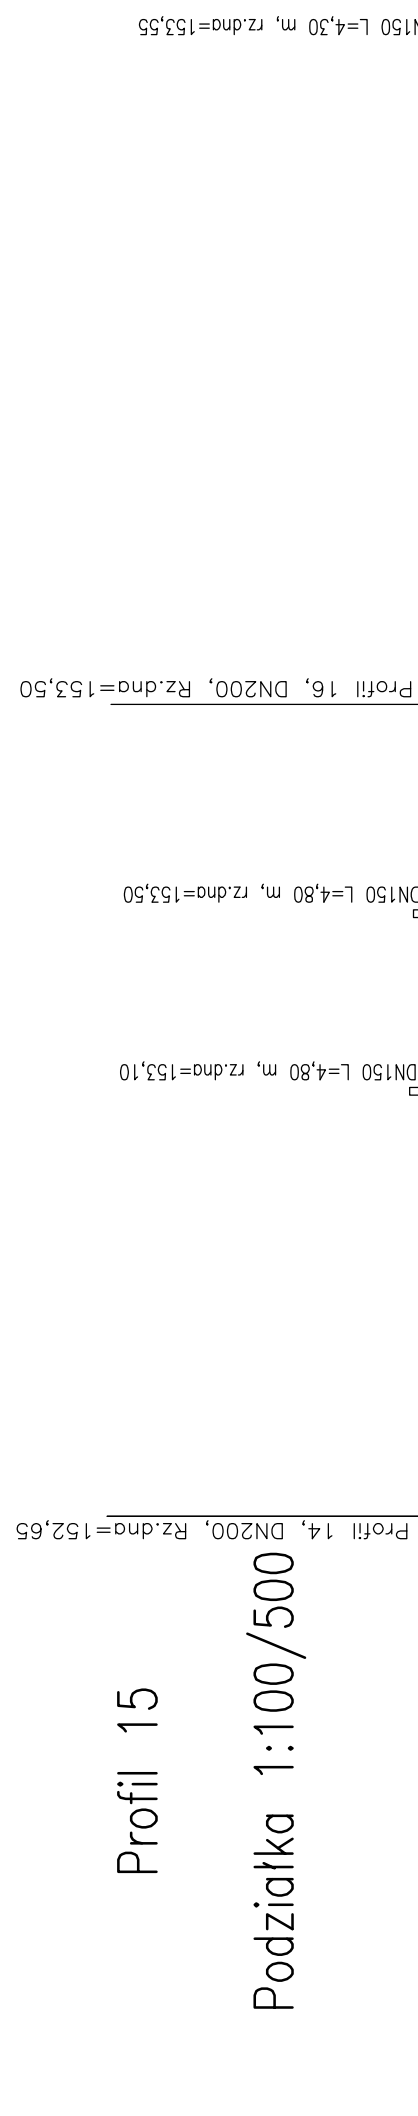 Profil 15
Podziałka 1:100/500
Profil 14, DN200, Rz.dna=152,65
DN150 L=4,80 m, rz.dna=153,10
DN150 L=4,80 m, rz.dna=153,50
Profil 16, DN200, Rz.dna=153,50
N150 L=4,30 m, rz.dna=153,55